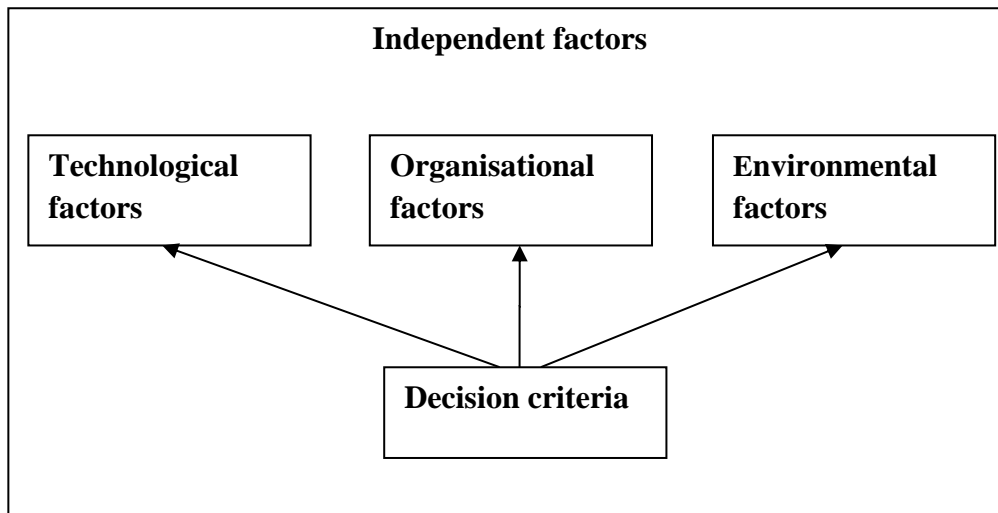 Independent factors
Technological
factors
Organisational
factors
Environmental
factors
Decision criteria